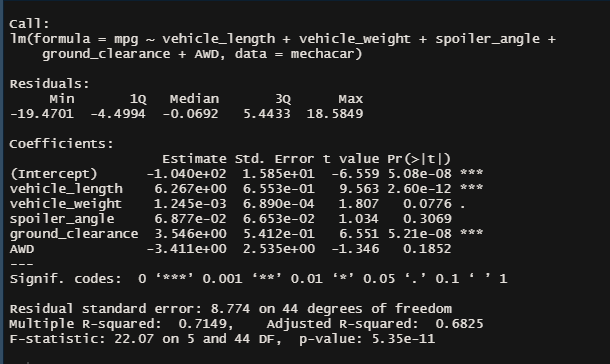 Call:
lm(formula = mpg ~ vehicle_length + vehicle_weight + spoiler_angle +
    ground_clearance + AWD, data = mechacar)

Residuals:
     Min       1Q   Median       3Q      Max
-19.4701  -4.4994  -0.0692   5.4433  18.5849

Coefficients:
                   Estimate Std. Error t value Pr(>|t|)
(Intercept)      -1.040e+02  1.585e+01  -6.559 5.08e-08 ***
vehicle_length    6.267e+00  6.553e-01   9.563 2.60e-12 ***
vehicle_weight    1.245e-03  6.890e-04   1.807   0.0776 .
spoiler_angle     6.877e-02  6.653e-02   1.034   0.3069
ground_clearance  3.546e+00  5.412e-01   6.551 5.21e-08 ***
AWD              -3.411e+00  2.535e+00  -1.346   0.1852
---
Signif. codes:  0 ‘***’ 0.001 ‘**’ 0.01 ‘*’ 0.05 ‘.’ 0.1 ‘ ’ 1

Residual standard error: 8.774 on 44 degrees of freedom
Multiple R-squared:  0.7149,    Adjusted R-squared:  0.6825
F-statistic: 22.07 on 5 and 44 DF,  p-value: 5.35e-11